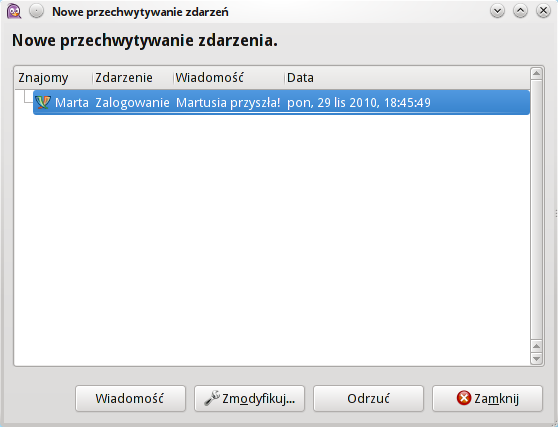 Nowe przechwytywanie zdarzeń
Nowe przechwytywanie zdarzenia.
Znajomy Zdarzenie Wiadomość Data
Marta Zalogowanie Martusia przyszła! pon, 29 lis 2010, 18:45:49
Wiadomość Zmodyfikuj... Odrzuć Zamknij